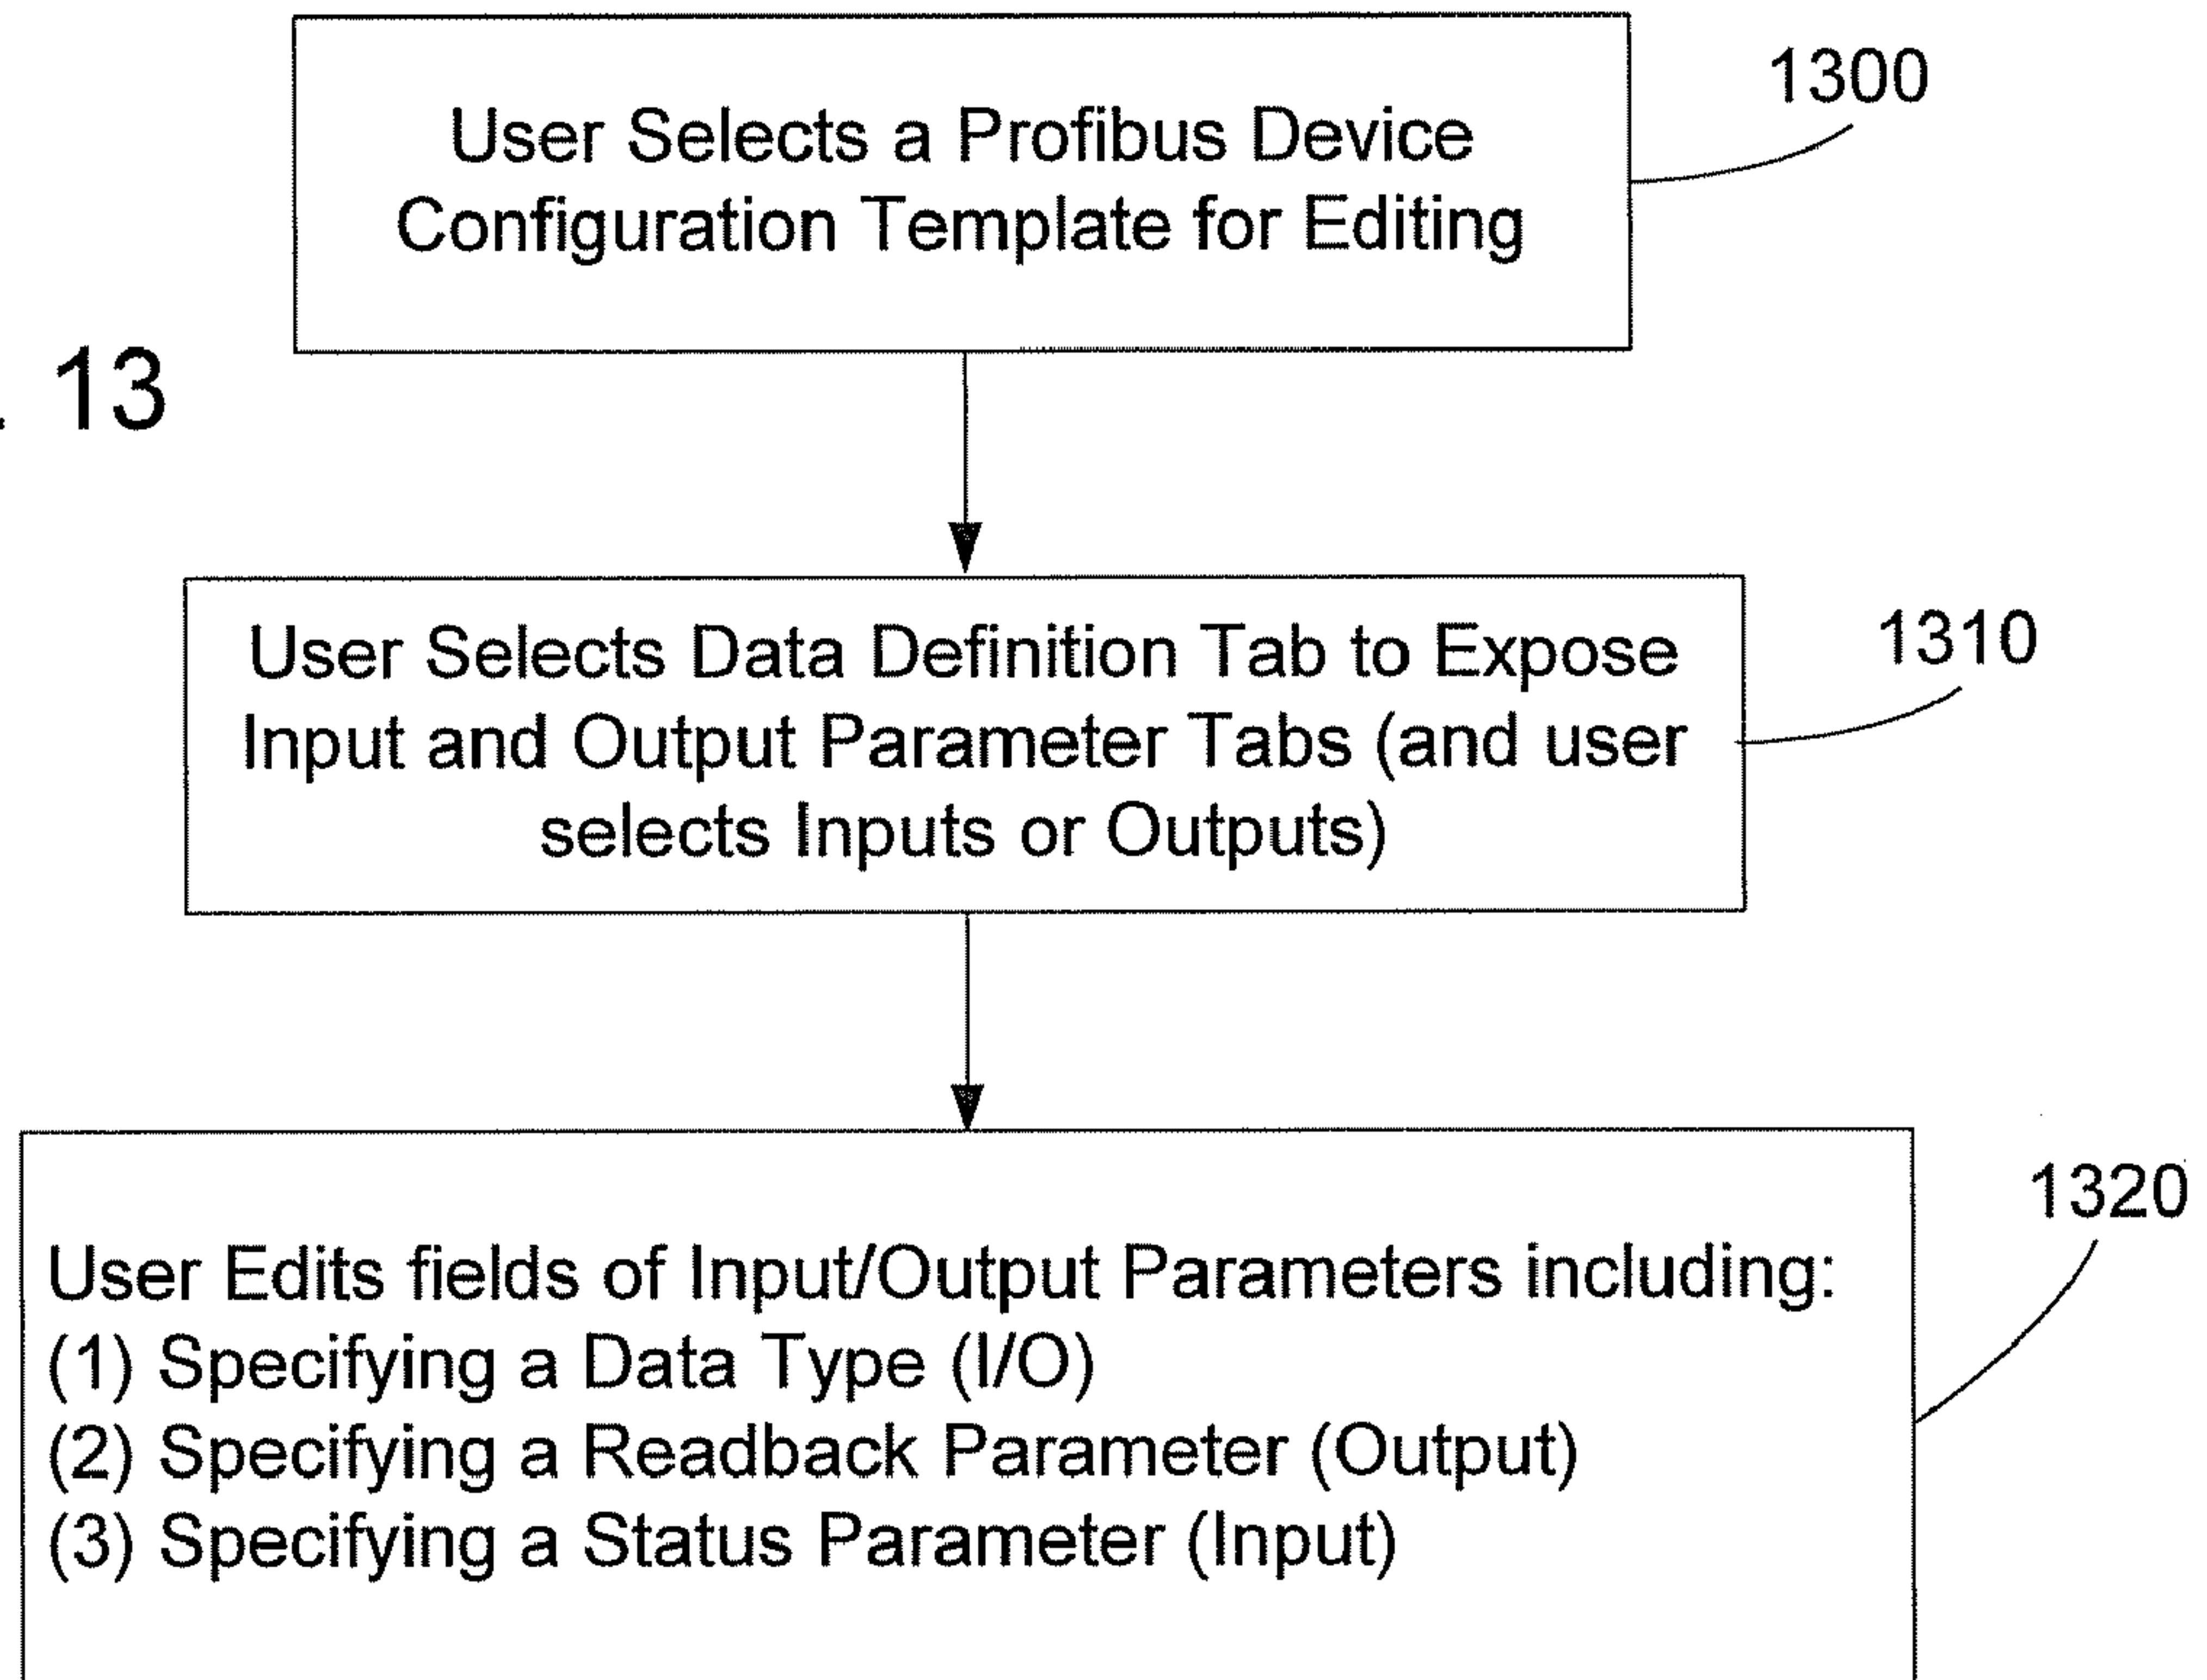 User Selects a Profibus Device
Configuration Template for Editing
1300
. 13
User Selects Data Definition Tab to Expose
Input and Output Parameter Tabs (and user
selects Inputs or Outputs)
1310
User Edits fields of Input/Output Parameters including:
(1) Specifying a Data Type (I/O)
(2) Specifying a Readback Parameter (Output)
(3) Specifying a Status Parameter (Input)
1320